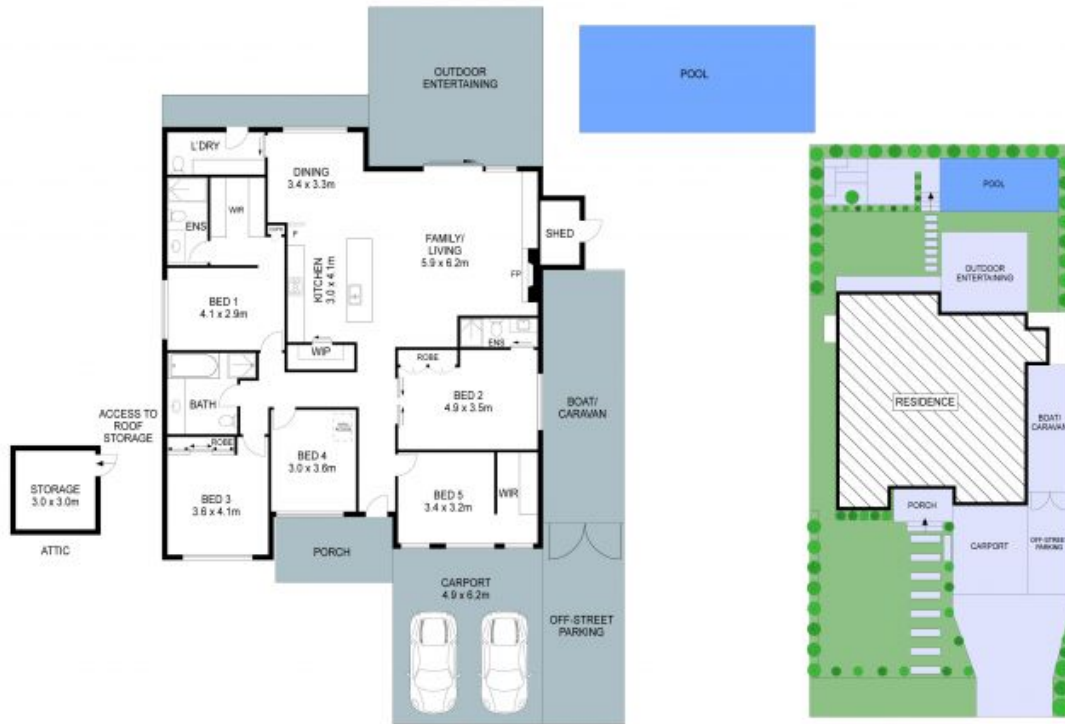 OUTDOOR
ENTERTAINING
POOL
L'DRY
DINING
3.4 x 3.3m
WIR
ENS
P
KITCHEN
3.0 x 4.1m
FAMILY/
LIVING
5.9 x 6.2m
FP
SHED
BED 1
4.1 x 2.9m
WIP
ENS
ROBE
BED 2
4.9 x 3.5m
BATH
BOAT/
CARAVAN
ACCESS TO
ROOF
STORAGE
STORAGE
3.0 x 3.0m
ATTIC
ROBE
BED 3
3.6 x 4.1m
BED 4
3.0 x 3.6m
BED 5
3.4 x 3.2m
WIR
PORCH
CARPORT
4.9 x 6.2m
OFF-STREET
PARKING
POOL
OUTDOOR
ENTERTAINING
RESIDENCE
BOAT/
CARAVAN
PORCH
CARPORT
OFF-STREET
PARKING